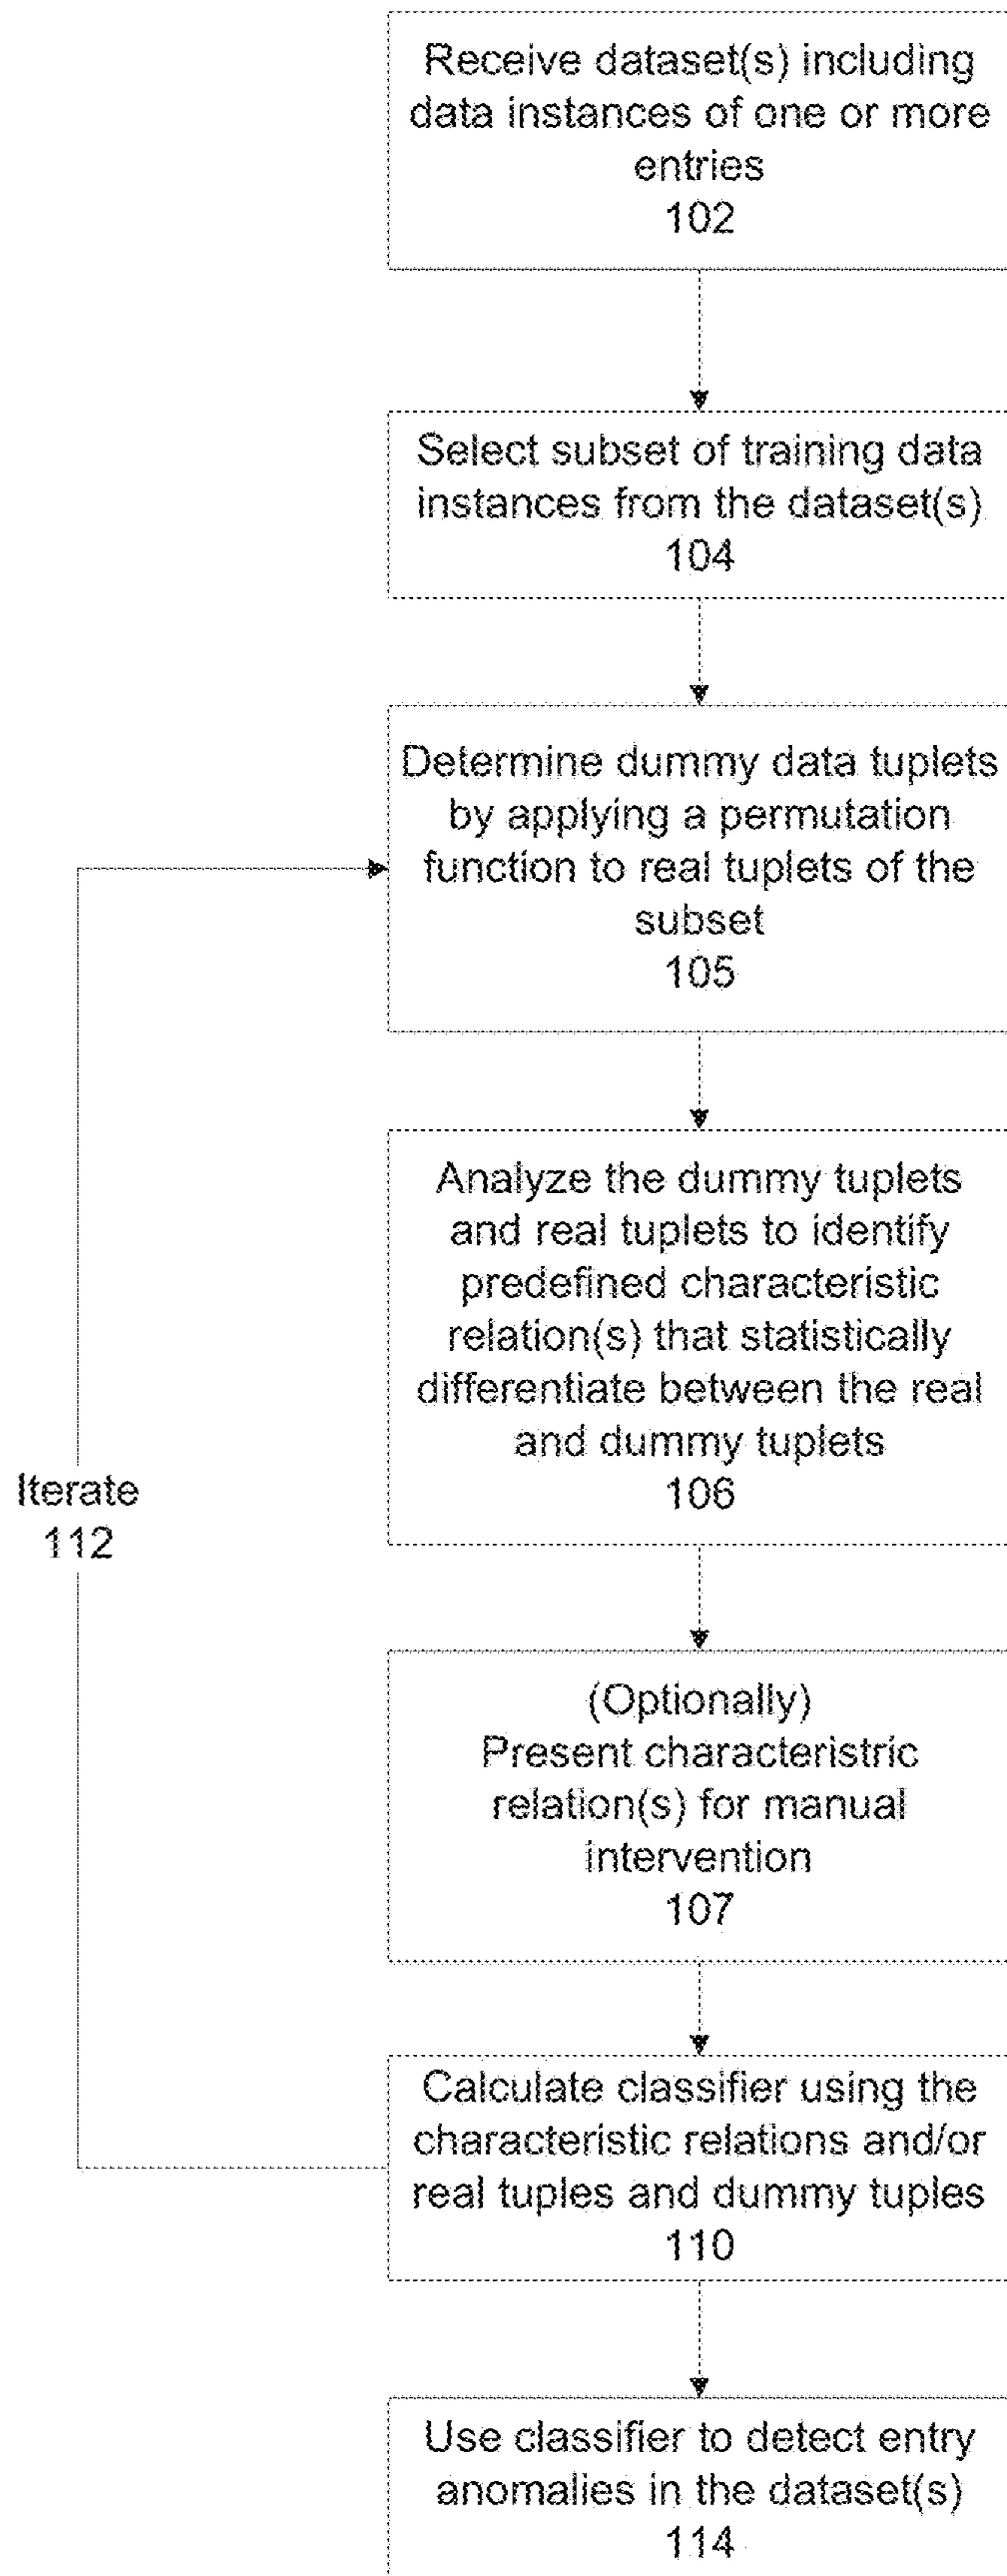 Receive dataset(s) including
data instances of one or more
entries
102
Select subset of training data
instances from the dataset(s)
104
Determine dummy data tuplets
by applying a permutation
function to real tuplets of the
subset
105
Analyze the dummy tuplets
and real tuplets to identify
predefined characteristic
relation(s) that statistically
differentiate between the real
and dummy tuplets
106
Iterate
112
(Optionally)
Present characteristric
relation(s) for manual
intervention
107
Calculate classifier using the
characteristic relations and/or
real tuples and dummy tuples
110
Use classifier to detect entry
anomalies in the dataset(s)
114